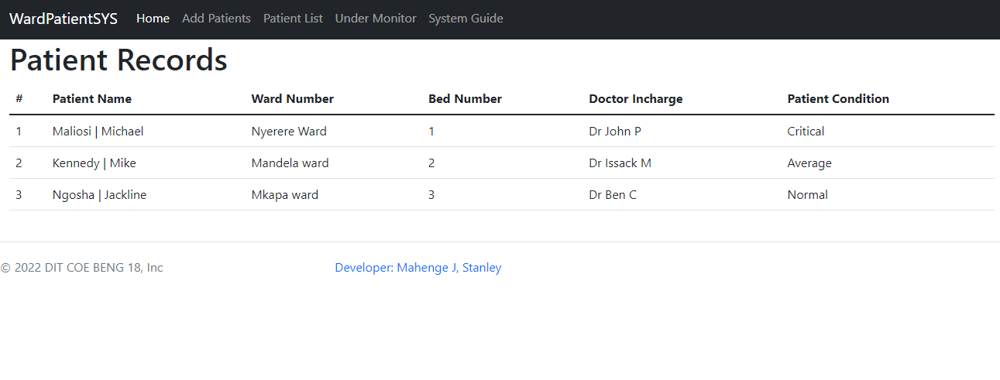 WardPatientSYS Home Add Patients Patient List Under Monitor System Guide
Patient Records
# Patient Name Ward Number Bed Number Doctor Incharge Patient Condition
1 Maliosi | Michael Nyerere Ward 1 Dr John P Critical
2 Kennedy | Mike Mandela ward 2 Dr Issack M Average
3 Ngosha | Jackline Mkapa ward 3 Dr Ben C Normal
© 2022 DIT COE BENG 18, Inc Developer: Mahenge J, Stanley